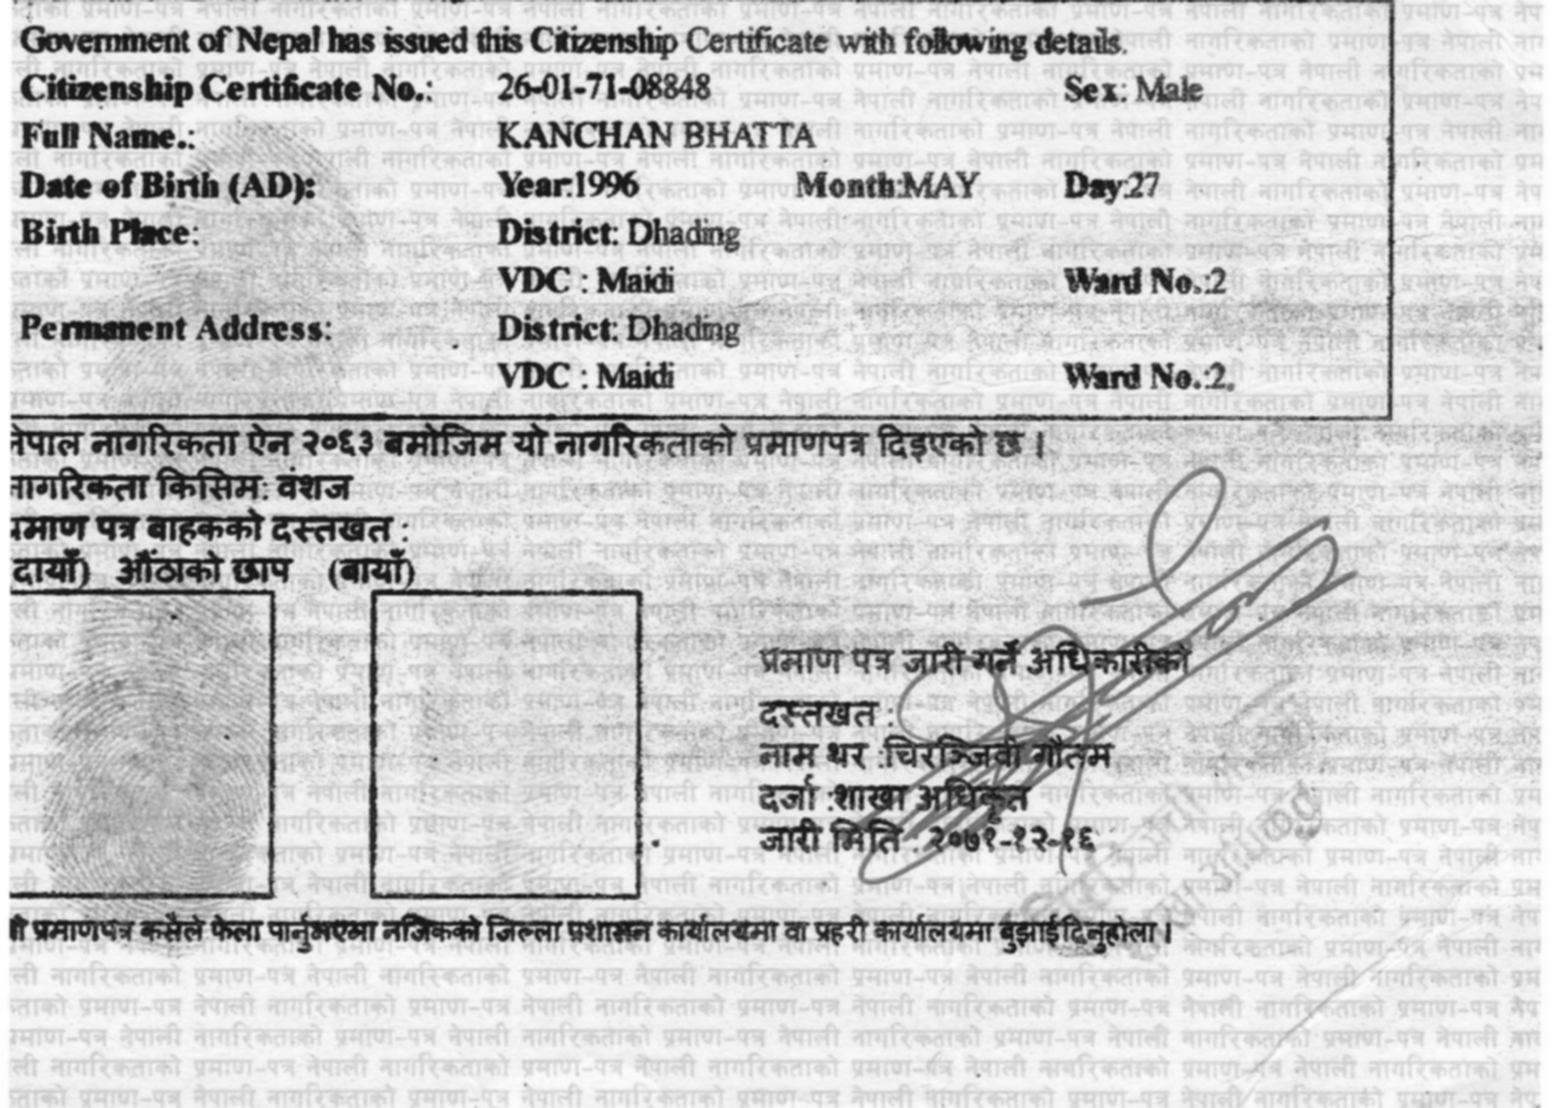 Government of Nepal has issued this Citizenship Certificate with following details.
Citizenship Certificate No.: 26-01-71-08848 Sex: Male
Full Name.: KANCHAN BHATTA
Date of Birth (AD): Year:1996 Month:MAY Day:27
Birth Place: District: Dhading
VDC : Maidi Ward No.:2
Permanent Address: District: Dhading
VDC : Maidi Ward No.:2
नेपाल नागरिकता ऐन २०६३ बमोजिम यो नागरिकताको प्रमाणपत्र दिइएको छ ।
नागरिकता किसिम: वंशज
प्रमाण पत्र वाहकको दस्तखत :
(दायाँ) औंठाको छाप (बायाँ)
प्रमाण पत्र जारी गर्ने अधिकारीको
दस्तखत :
नाम थर :चिरञ्जिवी गौतम
दर्जा :शाखा अधिकृत
जारी मिति : २०७१-१२-१६
यो प्रमाणपत्र कसैले फेला पार्नुभएमा नजिकको जिल्ला प्रशासन कार्यालयमा वा प्रहरी कार्यालयमा बुझाईदिनुहोला ।